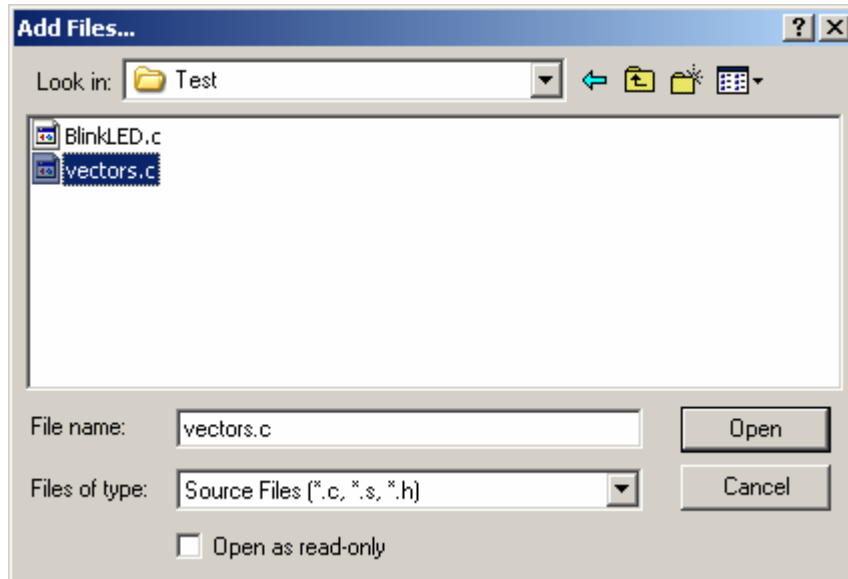 Add Files...
Look in: Test
BlinkLED.c
vectors.c
File name: vectors.c Open
Files of type: Source Files (*.c, *.s, *.h) Cancel
Open as read-only